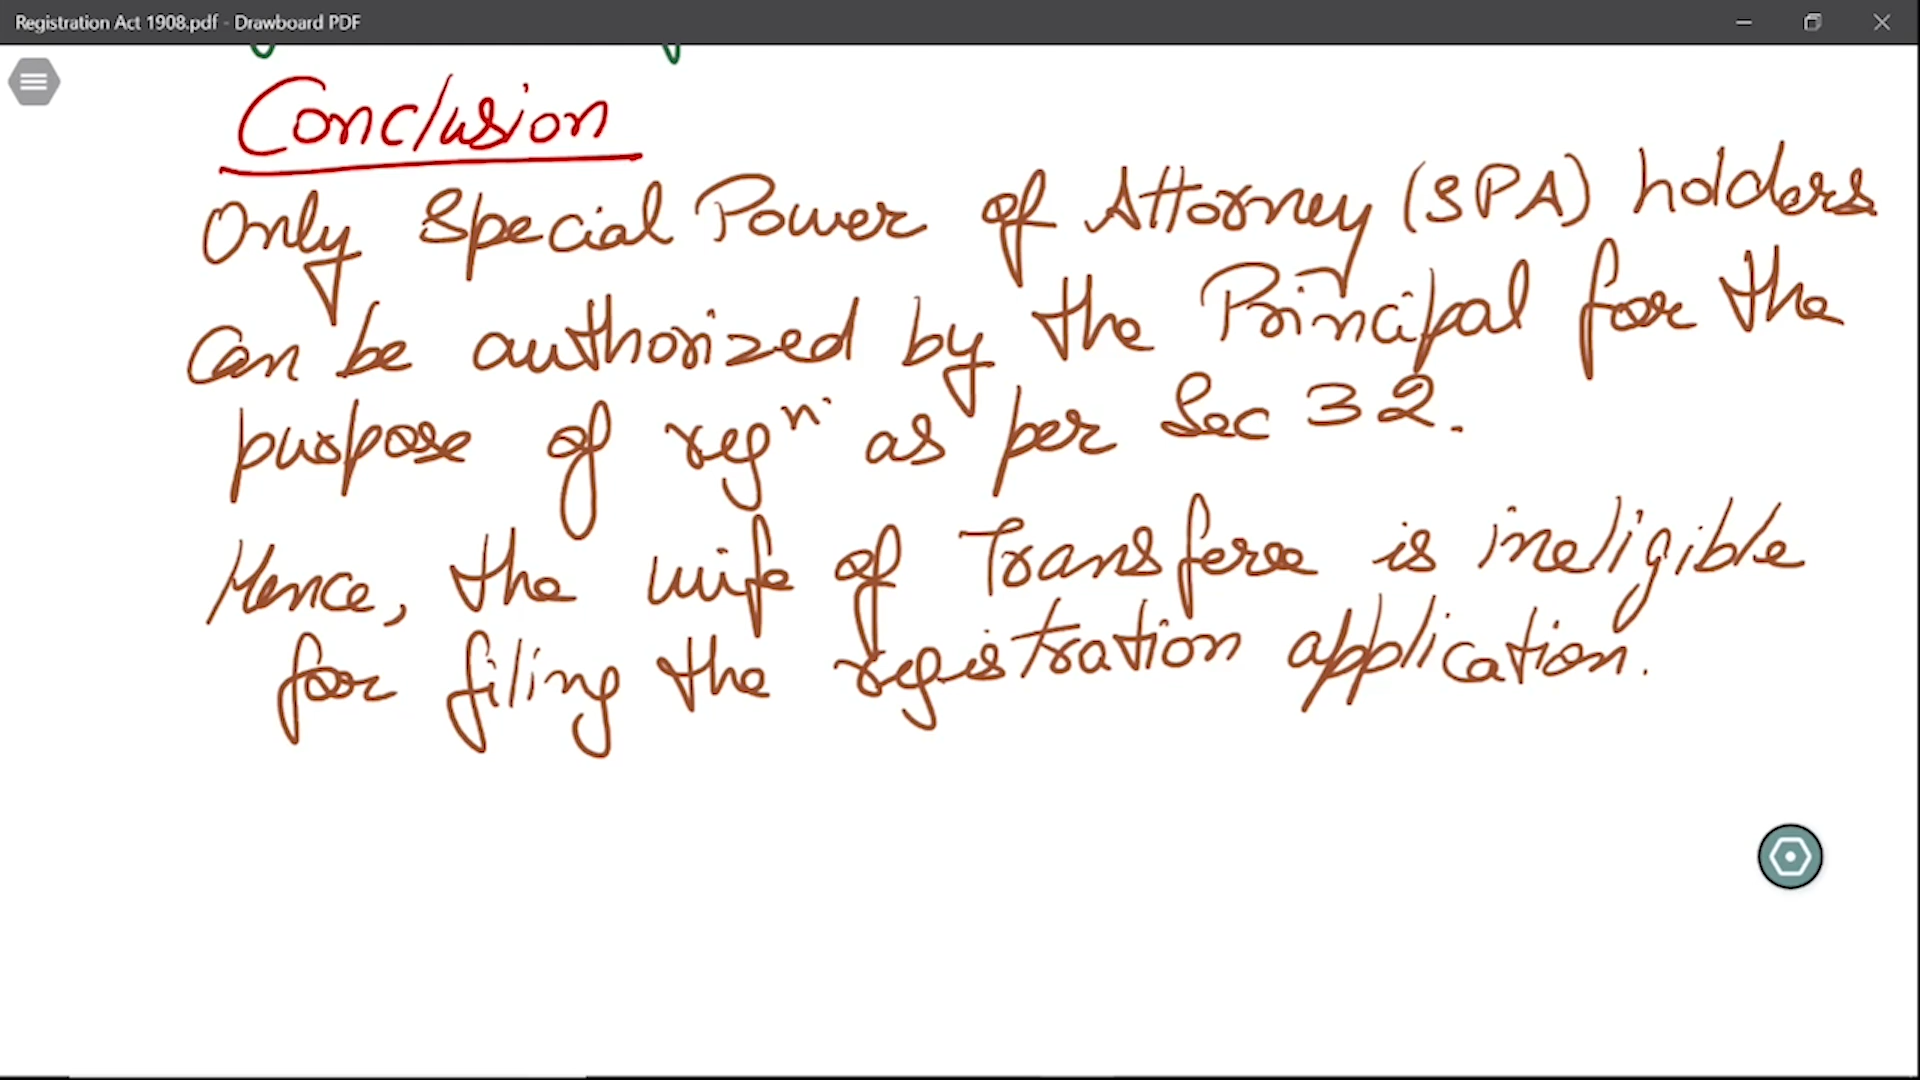 Registration Act 1908.pdf - Drawboard PDF
Conclusion
Only Special Power of Attorney (SPA) holders
can be authorized by the Principal for the
purpose of regn. as per Sec 32.
Hence, the wife of Transferee is ineligible
for filing the registration application.